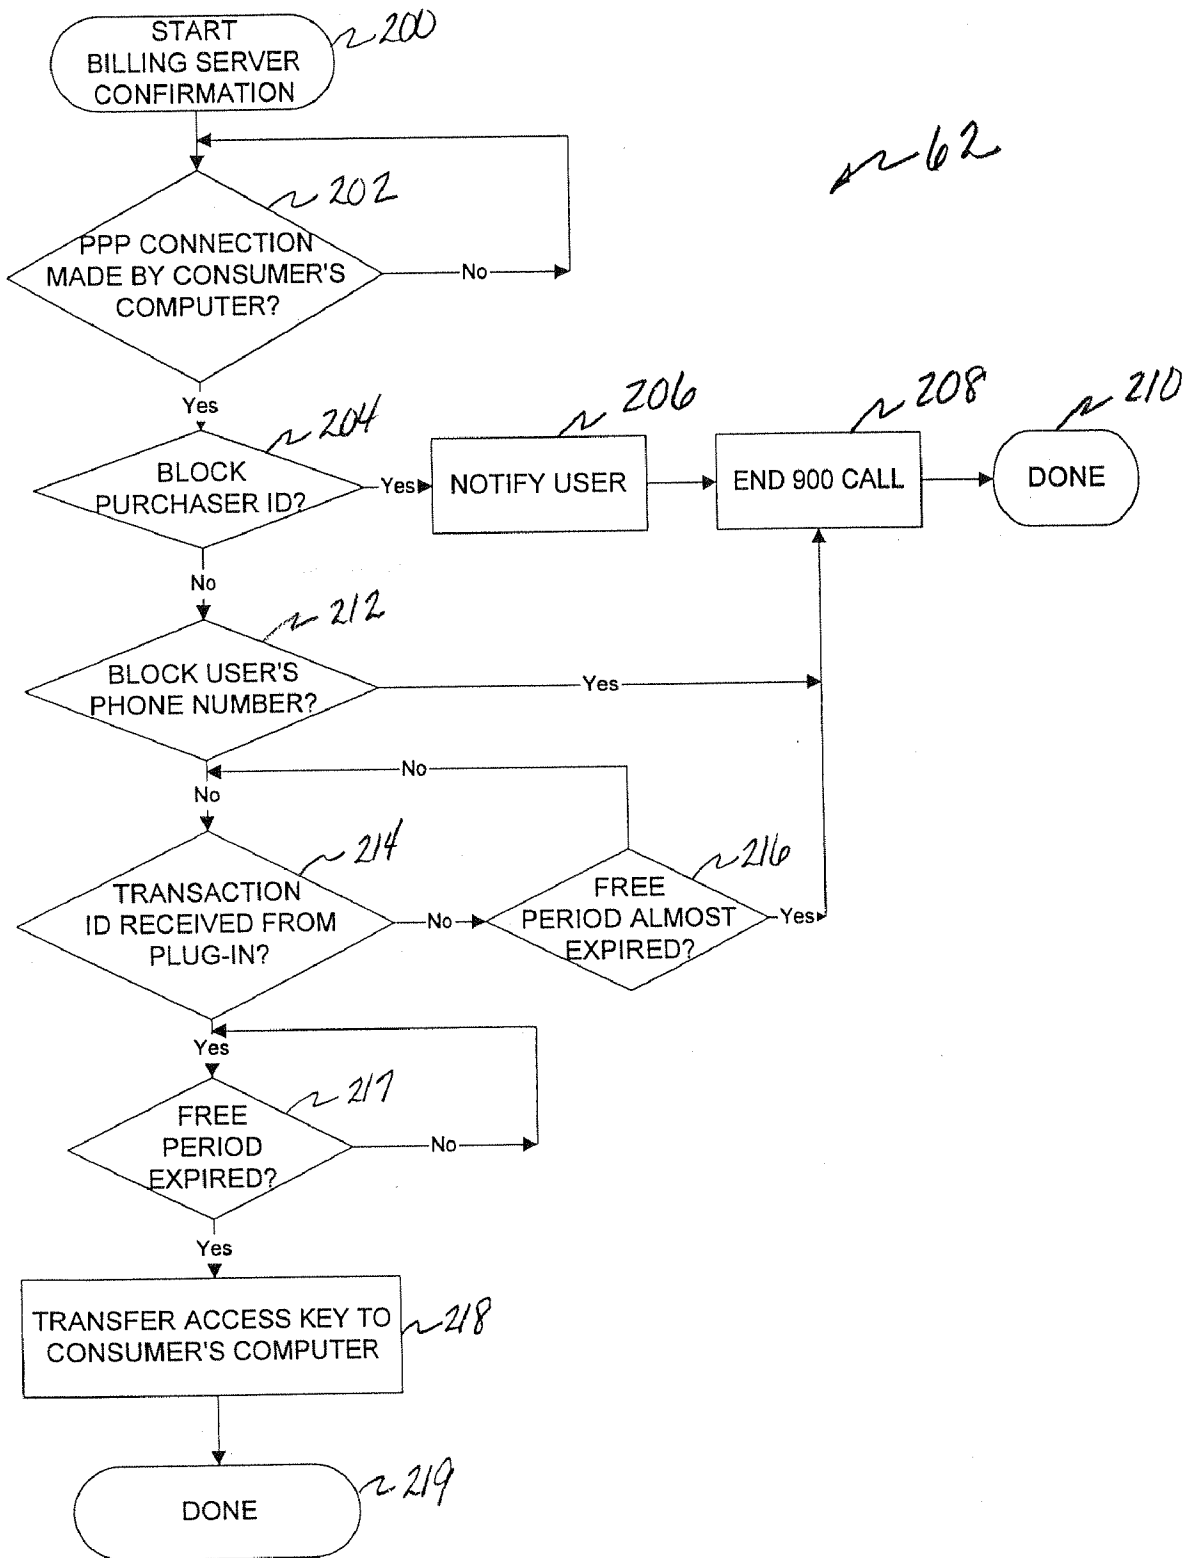 START
BILLING SERVER
CONFIRMATION
200
62
202
PPP CONNECTION
MADE BY CONSUMER'S
COMPUTER?
No
Yes
204
BLOCK
PURCHASER ID?
Yes
206
NOTIFY USER
208
END 900 CALL
210
DONE
No
212
BLOCK USER'S
PHONE NUMBER?
Yes
No
No
214
TRANSACTION
ID RECEIVED FROM
PLUG-IN?
No
216
FREE
PERIOD ALMOST
EXPIRED?
Yes
Yes
217
FREE
PERIOD
EXPIRED?
No
Yes
TRANSFER ACCESS KEY TO
CONSUMER'S COMPUTER
218
DONE
219